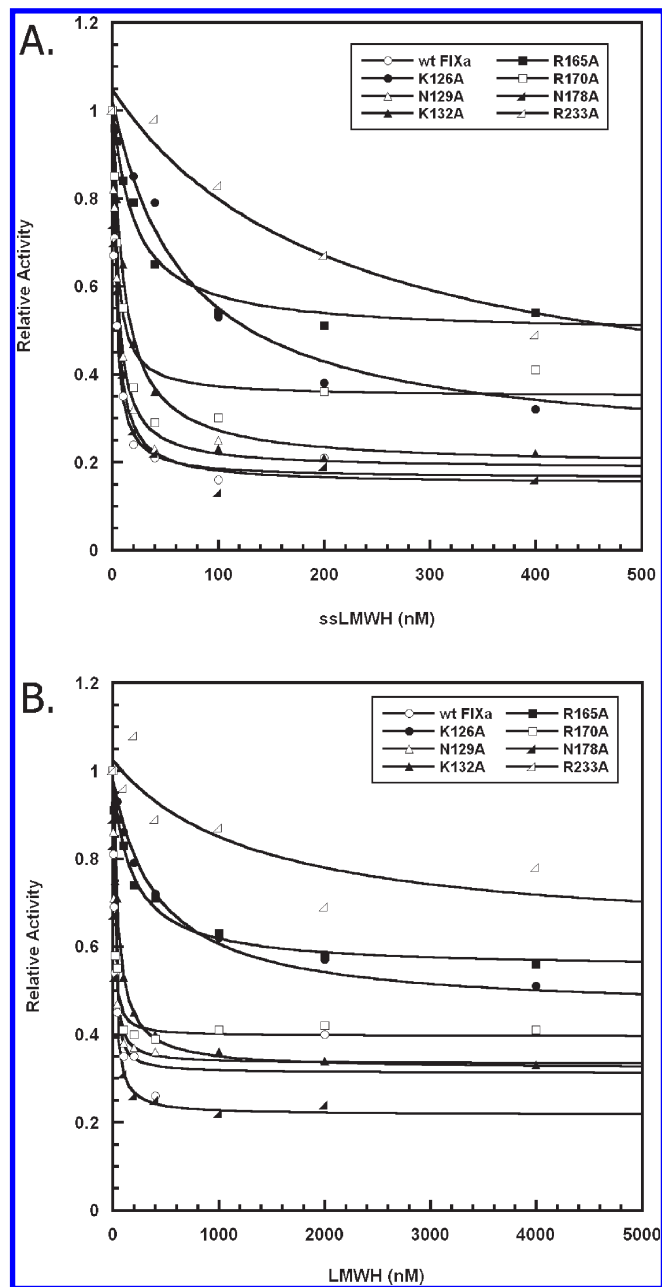 A.
1.2
1
0.8
0.6
0.4
0.2
0
Relative Activity
wt FIXa
K126A
N129A
K132A
R165A
R170A
N178A
R233A
0 100 200 300 400 500
ssLMWH (nM)
B.
1.2
1
0.8
0.6
0.4
0.2
0
Relative Activity
wt FIXa
K126A
N129A
K132A
R165A
R170A
N178A
R233A
0 1000 2000 3000 4000 5000
LMWH (nM)